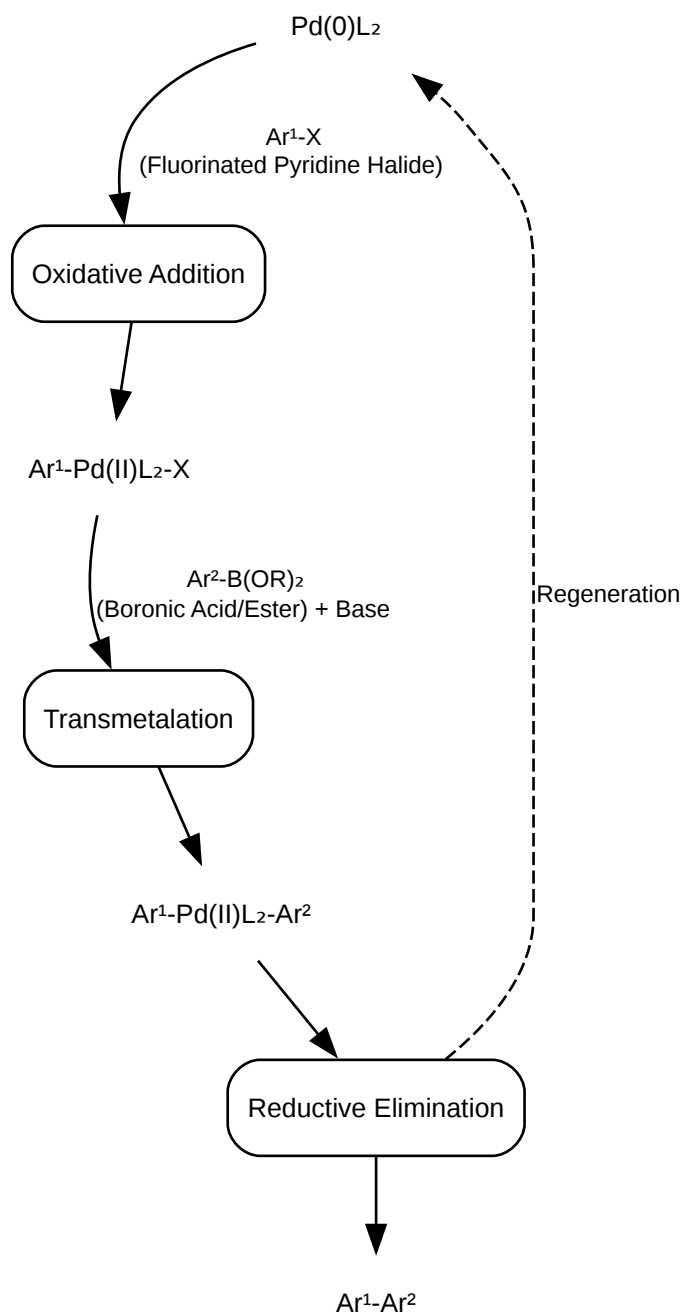 Pd(0)L₂
Ar¹-X
(Fluorinated Pyridine Halide)
Oxidative Addition
Ar¹-Pd(II)L₂-X
Ar²-B(OR)₂
(Boronic Acid/Ester) + Base
Regeneration
Transmetalation
Ar¹-Pd(II)L₂-Ar²
Reductive Elimination
Ar¹-Ar²